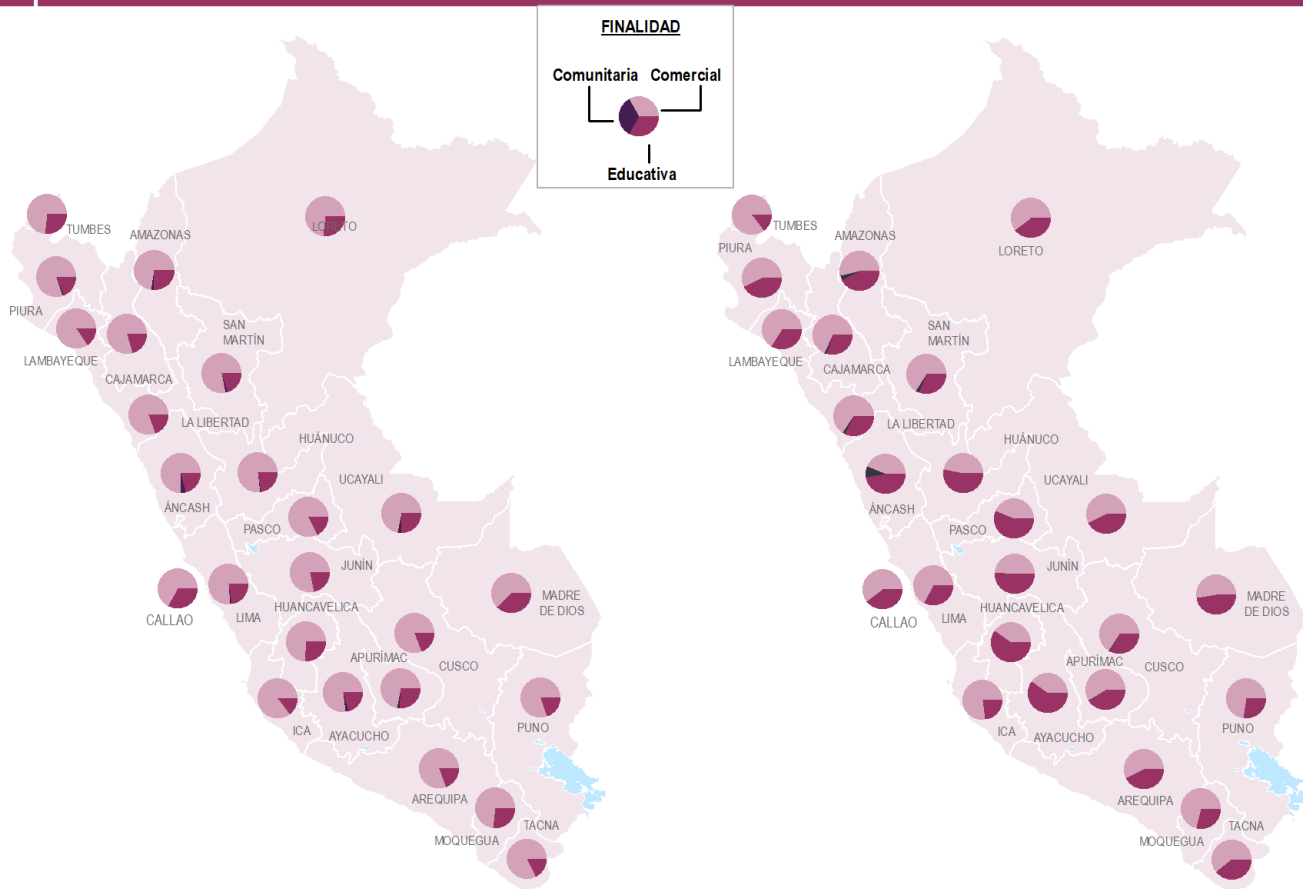 FINALIDAD
Comunitaria Comercial
Educativa
TUMBES
AMAZONAS
LORETO
PIURA
SAN
MARTÍN
LAMBAYEQUE
CAJAMARCA
LA LIBERTAD
HUÁNUCO
UCAYALI
ÁNCASH
PASCO
JUNÍN
MADRE
DE DIOS
HUANCAVELICA
CALLAO
LIMA
APURÍMAC
CUSCO
ICA
AYACUCHO
PUNO
AREQUIPA
TACNA
MOQUEGUA
TUMBES
AMAZONAS
PIURA
LORETO
SAN
MARTÍN
LAMBAYEQUE
CAJAMARCA
LA LIBERTAD
HUÁNUCO
UCAYALI
ÁNCASH
PASCO
JUNÍN
MADRE
DE DIOS
HUANCAVELICA
CALLAO
LIMA
APURÍMAC
CUSCO
ICA
AYACUCHO
PUNO
AREQUIPA
TACNA
MOQUEGUA